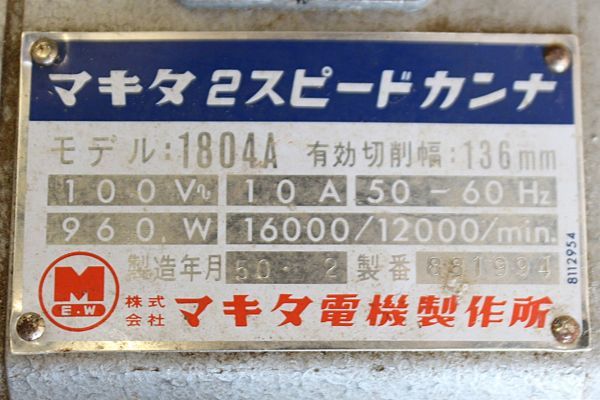 マキタ2スピードカンナ
モデル:1804A 有効切削幅:136mm
100V∿ 10A 50~60Hz
960.W 16000/12000/min.
製造年月 50・2 製番 881994
M
E.W
株式会社 マキタ電機製作所
8112954